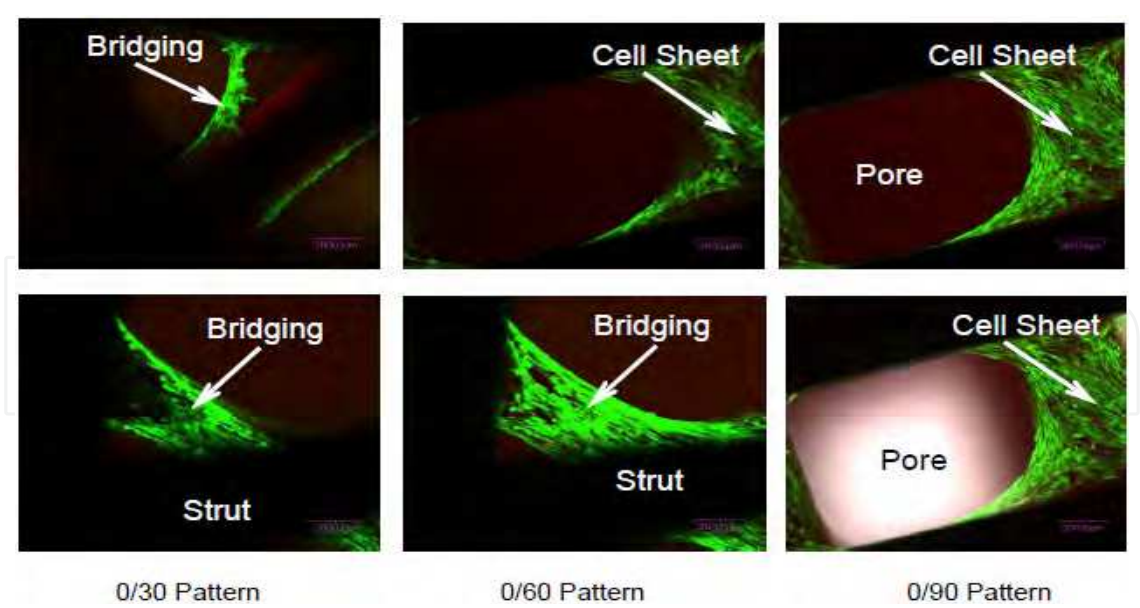 Bridging
Cell Sheet
Cell Sheet
Pore
Bridging
Strut
Bridging
Strut
Cell Sheet
Pore
0/30 Pattern
0/60 Pattern
0/90 Pattern